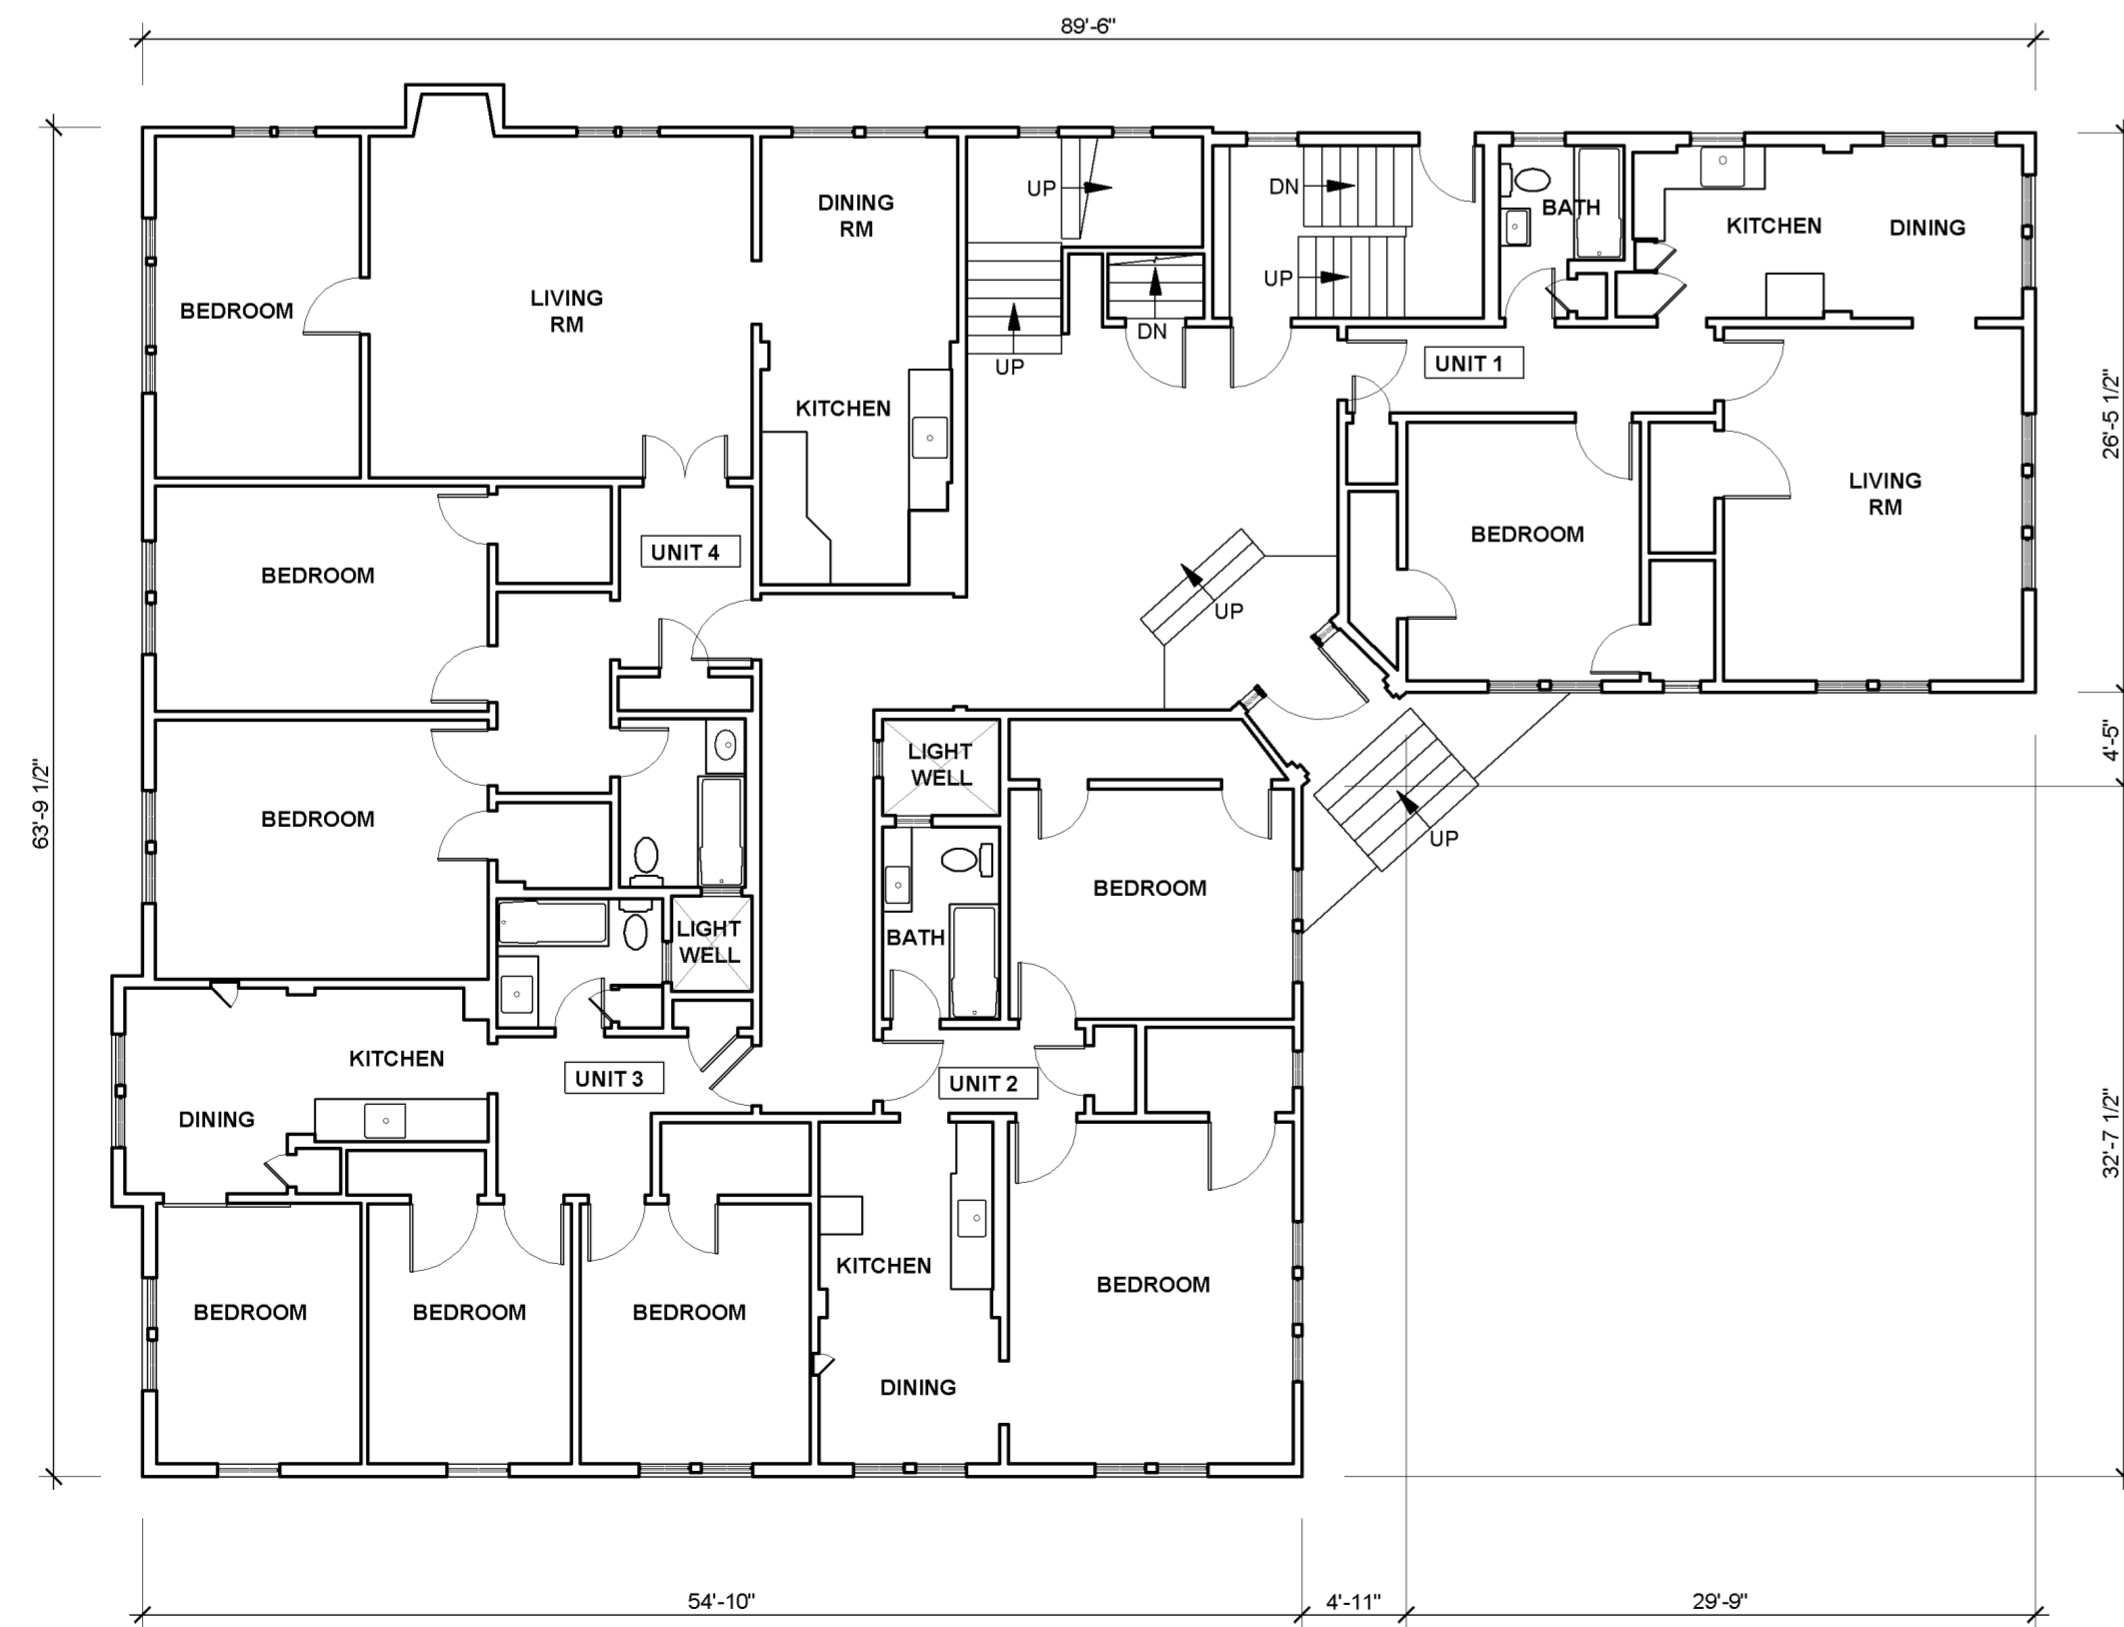 89'-6"
DINING
RM
UP
DN
BATH
KITCHEN
DINING
UP
BEDROOM
LIVING
RM
DN
UP
UNIT 1
26'-5 1/2"
KITCHEN
LIVING
RM
BEDROOM
UNIT 4
BEDROOM
UP
LIGHT
WELL
4'-5"
63'-9 1/2"
BEDROOM
UP
BEDROOM
LIGHT
WELL
BATH
KITCHEN
UNIT 3
UNIT 2
DINING
32'-7 1/2"
KITCHEN
BEDROOM
BEDROOM
BEDROOM
BEDROOM
DINING
54'-10"
4'-11"
29'-9"